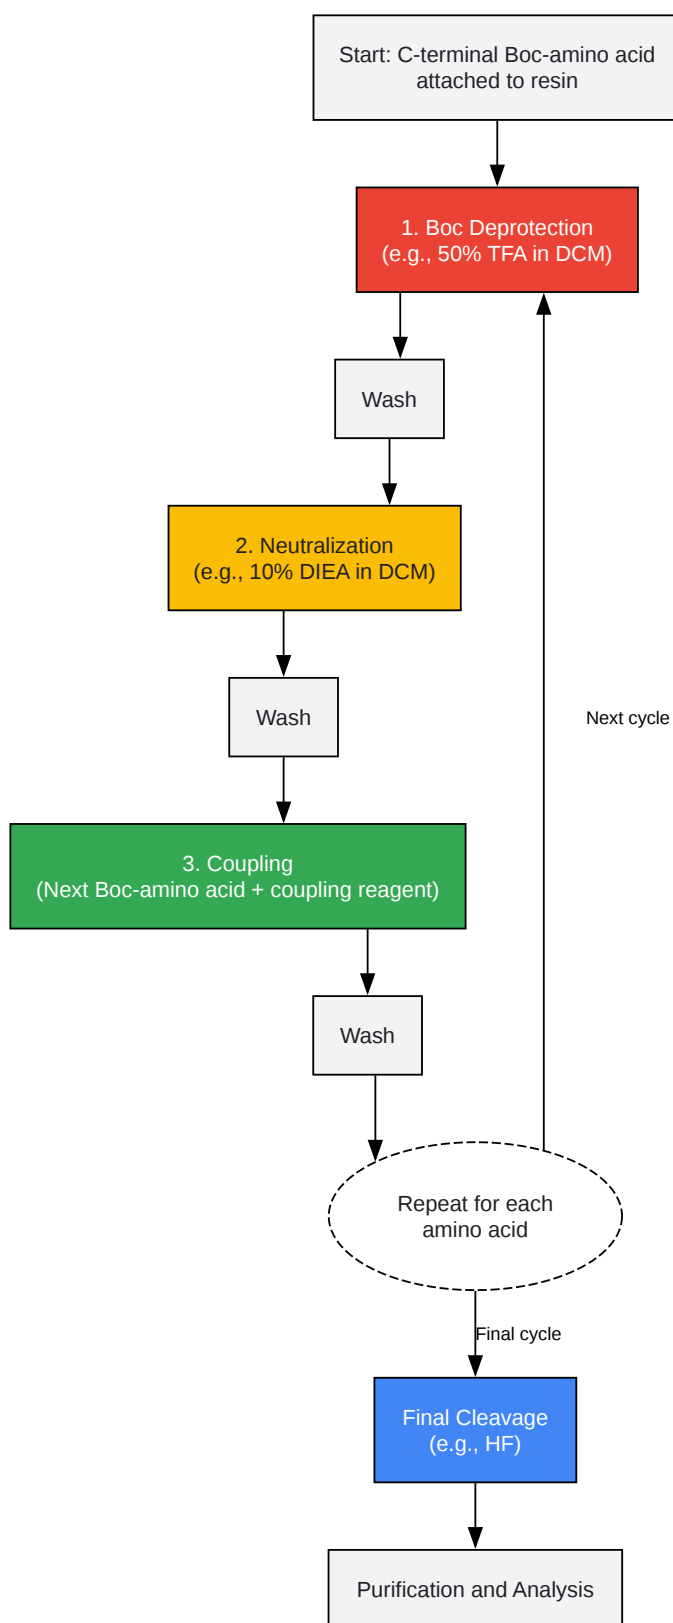 Start: C-terminal Boc-amino acid
attached to resin
1. Boc Deprotection
(e.g., 50% TFA in DCM)
Wash
2. Neutralization
(e.g., 10% DIEA in DCM)
Wash
Next cycle
3. Coupling
(Next Boc-amino acid + coupling reagent)
Wash
Repeat for each
amino acid
Final cycle
Final Cleavage
(e.g., HF)
Purification and Analysis